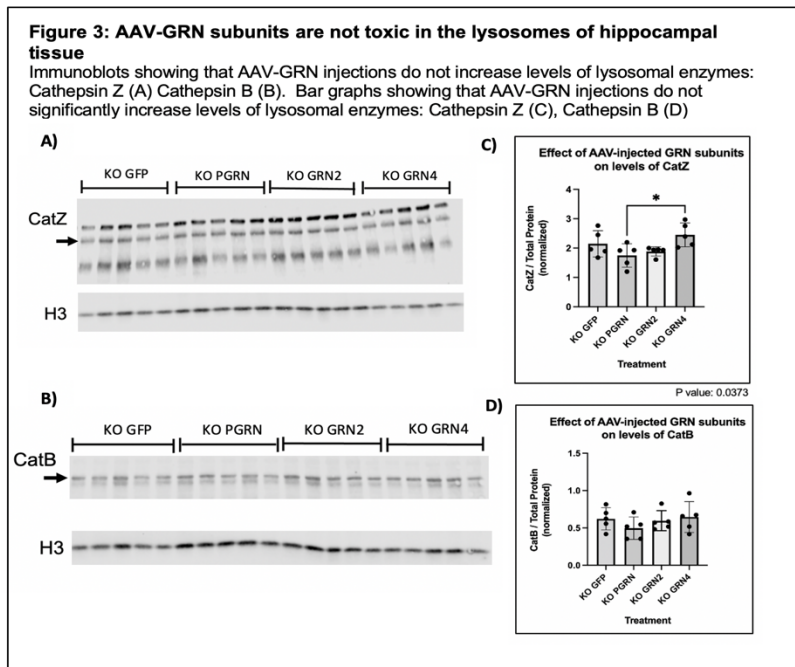 Figure 3: AAV-GRN subunits are not toxic in the lysosomes of hippocampal
tissue
Immunoblots showing that AAV-GRN injections do not increase levels of lysosomal enzymes:
Cathepsin Z (A) Cathepsin B (B).  Bar graphs showing that AAV-GRN injections do not
significantly increase levels of lysosomal enzymes: Cathepsin Z (C), Cathepsin B (D)
A)
KO GFP
KO PGRN
KO GRN2
KO GRN4
CatZ
H3
C)
Effect of AAV-injected GRN subunits
on levels of CatZ
*
4
3
2
1
0
CatZ / Total Protein
(normalized)
KO GFP
KO PGRN
KO GRN2
KO GRN4
Treatment
P value: 0.0373
B)
KO GFP
KO PGRN
KO GRN2
KO GRN4
CatB
H3
D)
Effect of AAV-injected GRN subunits
on levels of CatB
1.5
1.0
0.5
0.0
CatB / Total Protein
(normalized)
KO GFP
KO PGRN
KO GRN2
KO GRN4
Treatment